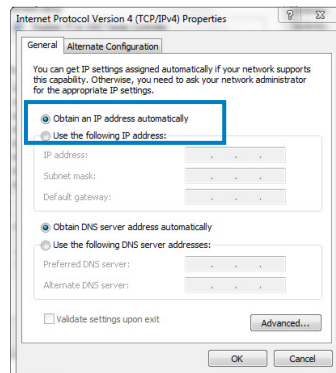 Internet Protocol Version 4 (TCP/IPv4) Properties
General
Alternate Configuration
You can get IP settings assigned automatically if your network supports
this capability. Otherwise, you need to ask your network administrator
for the appropriate IP settings.
Obtain an IP address automatically
Use the following IP address:
IP address:
Subnet mask:
Default gateway:
Obtain DNS server address automatically
Use the following DNS server addresses:
Preferred DNS server:
Alternate DNS server:
Validate settings upon exit
Advanced...
OK
Cancel